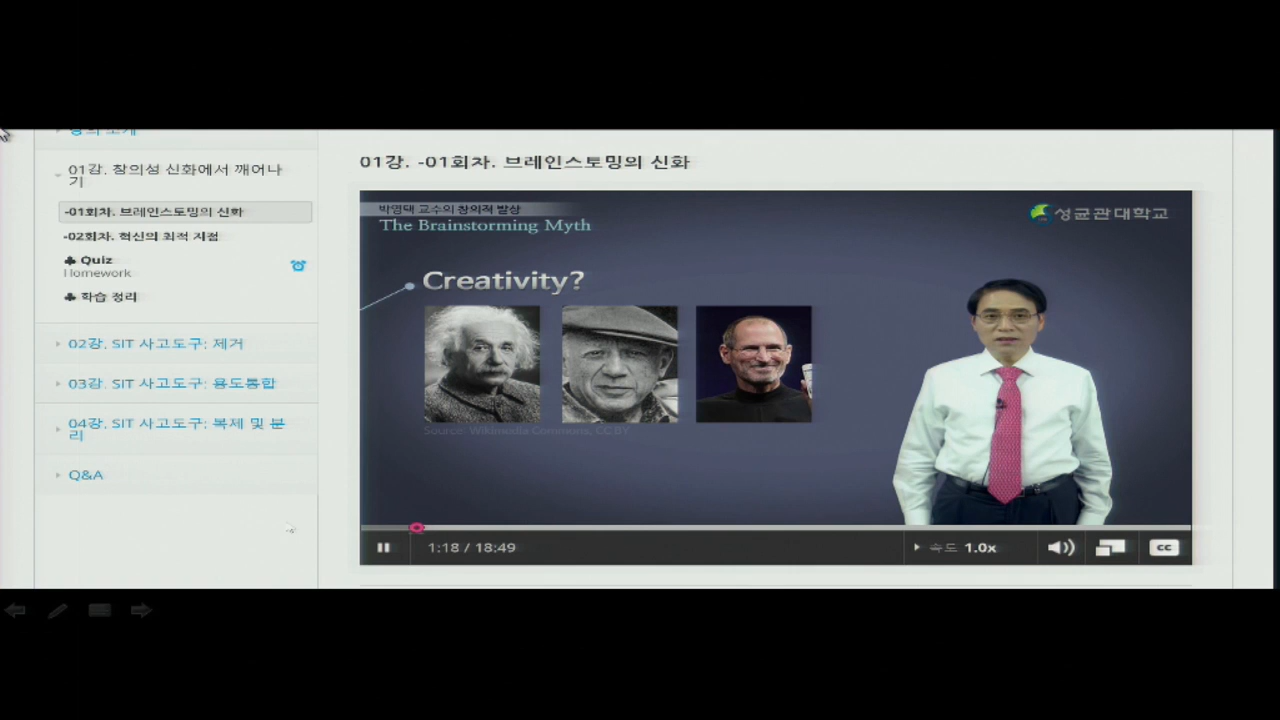 01강. 창의성 신화에서 깨어나
기
-01회차. 브레인스토밍의 신화
-02회차. 혁신의 최적 지점
♣ Quiz
Homework
♣ 학습 정리
02강. SIT 사고도구: 제거
03강. SIT 사고도구: 용도통합
04강. SIT 사고도구: 복제 및 분
리
Q&A
01강. -01회차. 브레인스토밍의 신화
박영택 교수의 창의적 발상
The Brainstorming Myth
성균관대학교
Creativity?
Source: Wikimedia Commons, CC BY
1:18 / 18:49
속도 1.0x
CC